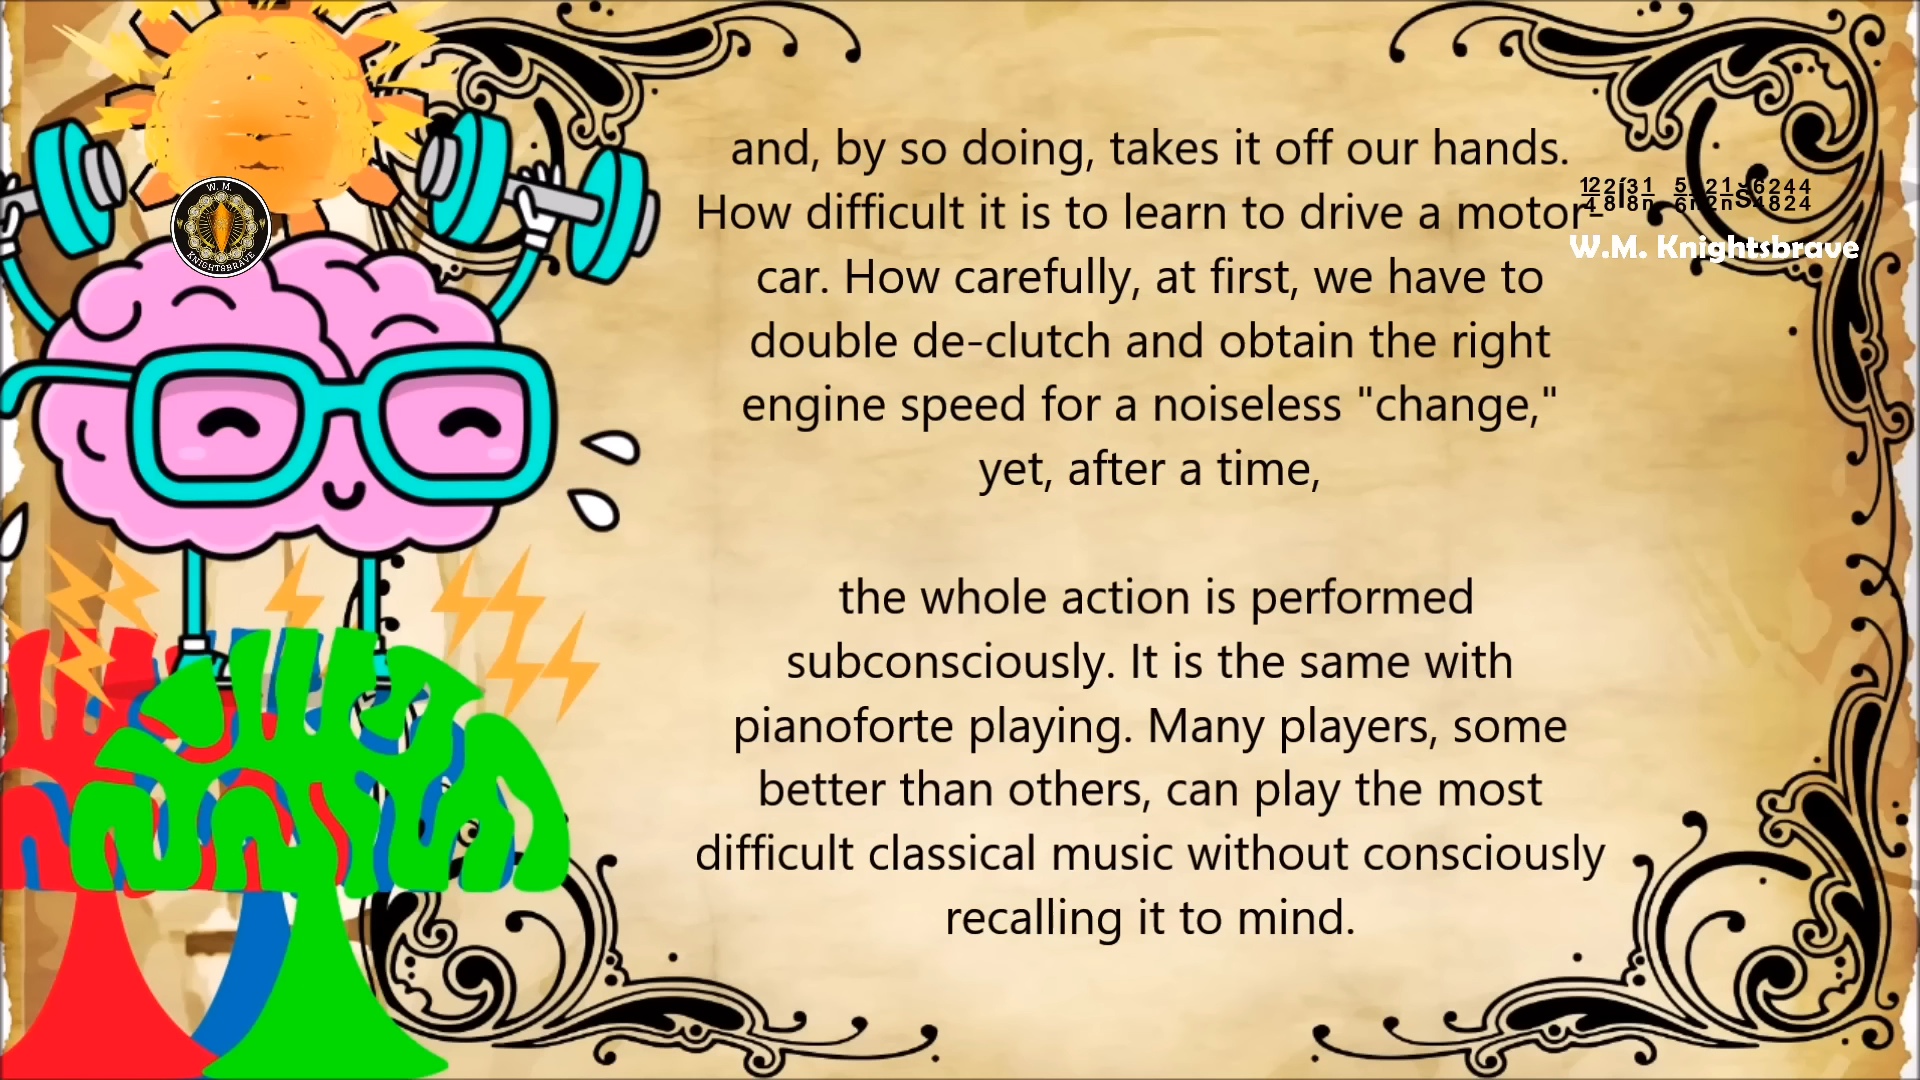 and, by so doing, takes it off our hands.
How difficult it is to learn to drive a motor-
car. How carefully, at first, we have to
double de-clutch and obtain the right
engine speed for a noiseless "change,"
yet, after a time,
the whole action is performed
subconsciously. It is the same with
pianoforte playing. Many players, some
better than others, can play the most
difficult classical music without consciously
recalling it to mind.
W.M. Knightsbrave
W. M.
KNIGHTSBRAVE